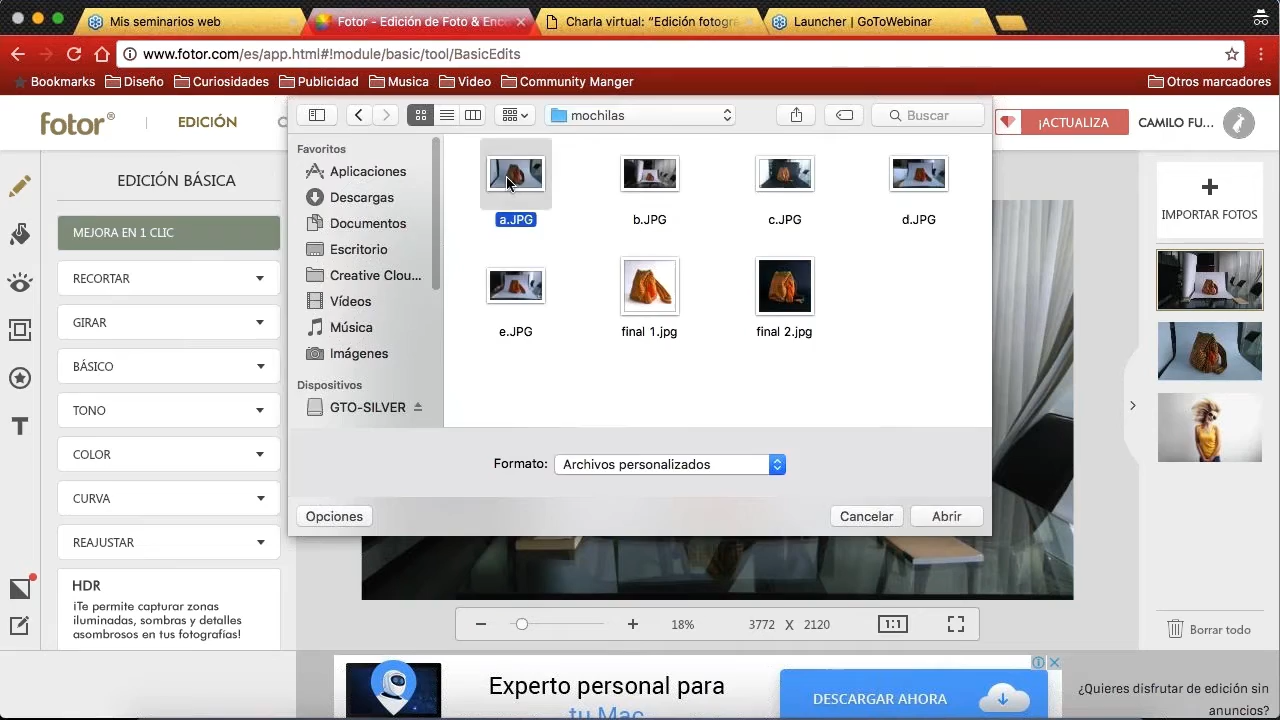 Mis seminarios web
Fotor - Edición de Foto & Enco
Charla virtual: “Edición fotogra
Launcher | GoToWebinar
www.fotor.com/es/app.html#!module/basic/tool/BasicEdits
Bookmarks
Diseño
Curiosidades
Publicidad
Musica
Video
Community Manger
Otros marcadores
fotor®
EDICIÓN
C
mochilas
Buscar
¡ACTUALIZA
CAMILO FU...
EDICIÓN BÁSICA
MEJORA EN 1 CLIC
RECORTAR
GIRAR
BÁSICO
TONO
COLOR
CURVA
REAJUSTAR
HDR
¡Te permite capturar zonas
iluminadas, sombras y detalles
asombrosos en tus fotografías!
T
Favoritos
Aplicaciones
Descargas
Documentos
Escritorio
Creative Clou...
Vídeos
Música
Imágenes
Dispositivos
GTO-SILVER
a.JPG
b.JPG
c.JPG
d.JPG
e.JPG
final 1.jpg
final 2.jpg
Formato:
Archivos personalizados
Opciones
Cancelar
Abrir
+
IMPORTAR FOTOS
Borrar todo
18%
3772 X 2120
1:1
Experto personal para
tu Mac
DESCARGAR AHORA
¿Quieres disfrutar de edición sin
anuncios?